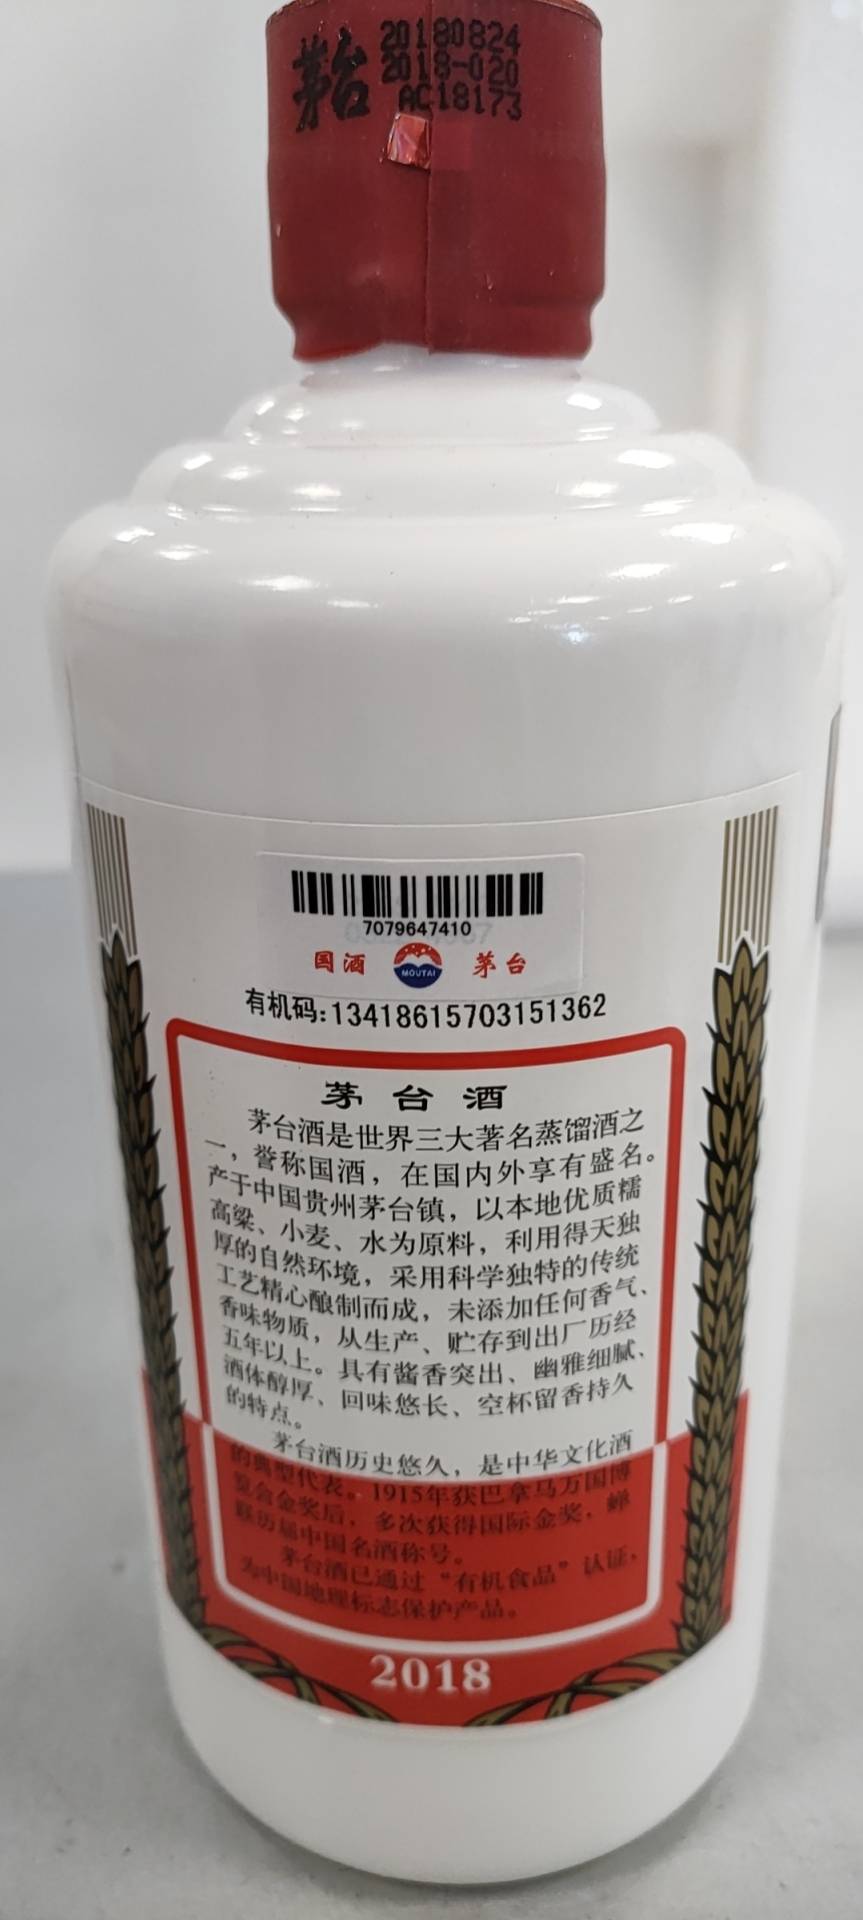 茅台
20180824
2018-020
AC18173
7079647410
国酒 MOUTAI 茅台
有机码:13418615703151362
茅台酒
茅台酒是世界三大著名蒸馏酒之
一，誉称国酒，在国内外享有盛名。
产于中国贵州茅台镇，以本地优质糯
高粱、小麦、水为原料，利用得天独
厚的自然环境，采用科学独特的传统
工艺精心酿制而成，未添加任何香气、
香味物质，从生产、贮存到出厂历经
五年以上。具有酱香突出、幽雅细腻、
酒体醇厚、回味悠长、空杯留香持久
的特点。
茅台酒历史悠久，是中华文化酒
的典型代表。1915年获巴拿马万国博
览会金奖后，多次获得国际金奖，蝉
联历届中国名酒称号。
茅台酒已通过“有机食品”认证，
为中国地理标志保护产品。
2018